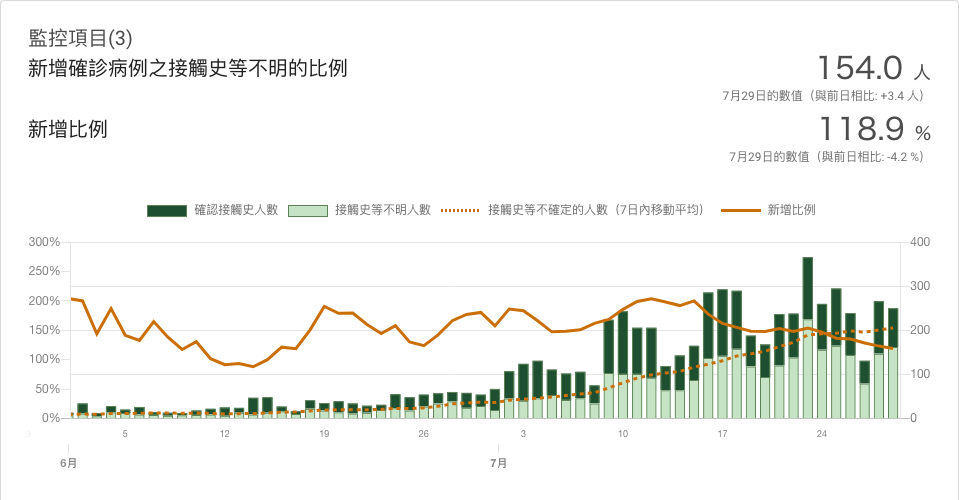 監控項目(3)
新增確診病例之接觸史等不明的比例
154.0 人
7月29日的數值（與前日相比: +3.4 人）
新增比例
118.9 %
7月29日的數值（與前日相比: -4.2 %）
確認接觸史人數 接觸史等不明人數 接觸史等不確定的人數（7日內移動平均） 新增比例
300% 400
250%
300
200%
150% 200
100%
100
50%
0% 0
5 12 19 26 3 10 17 24
6月 7月